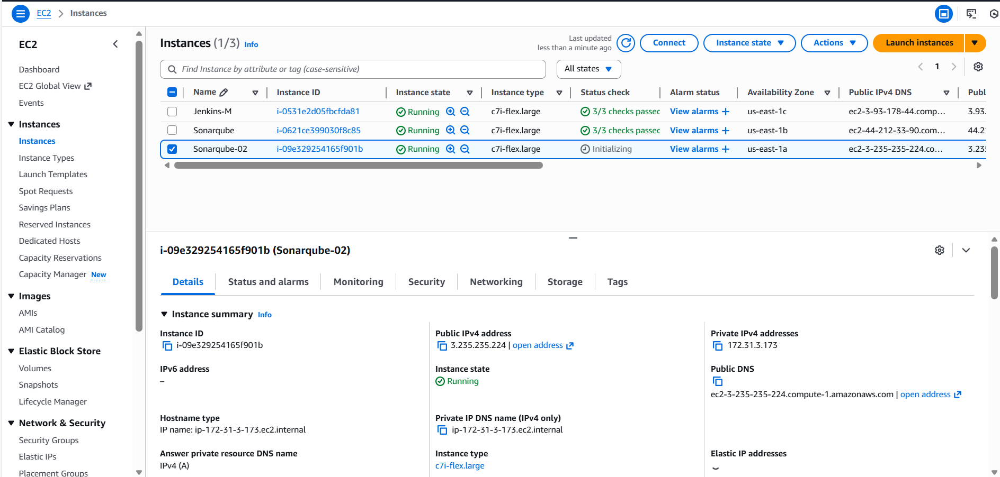 EC2 > Instances
EC2
Dashboard
EC2 Global View
Events
Instances
Instances
Instance Types
Launch Templates
Spot Requests
Savings Plans
Reserved Instances
Dedicated Hosts
Capacity Reservations
Capacity Manager New
Images
AMIs
AMI Catalog
Elastic Block Store
Volumes
Snapshots
Lifecycle Manager
Network & Security
Security Groups
Elastic IPs
Placement Groups
Instances (1/3) Info
Last updated
less than a minute ago
Connect
Instance state
Actions
Launch instances
Find Instance by attribute or tag (case-sensitive)
All states
1
Name Instance ID Instance state Instance type Status check Alarm status Availability Zone Public IPv4 DNS Publ
Jenkins-M i-0531e2d05fbcfda81 Running c7i-flex.large 3/3 checks passec View alarms + us-east-1c ec2-3-93-178-44.comp... 3.93.
Sonarqube i-0621ce399030f8c85 Running c7i-flex.large 3/3 checks passec View alarms + us-east-1b ec2-44-212-33-90.com... 44.21
Sonarqube-02 i-09e329254165f901b Running c7i-flex.large Initializing View alarms + us-east-1a ec2-3-235-235-224.co... 3.235
i-09e329254165f901b (Sonarqube-02)
Details
Status and alarms
Monitoring
Security
Networking
Storage
Tags
Instance summary Info
Instance ID
i-09e329254165f901b
Public IPv4 address
3.235.235.224 | open address
Private IPv4 addresses
172.31.3.173
IPv6 address
–
Instance state
Running
Public DNS
ec2-3-235-235-224.compute-1.amazonaws.com | open address
Hostname type
IP name: ip-172-31-3-173.ec2.internal
Private IP DNS name (IPv4 only)
ip-172-31-3-173.ec2.internal
Answer private resource DNS name
IPv4 (A)
Instance type
c7i-flex.large
Elastic IP addresses